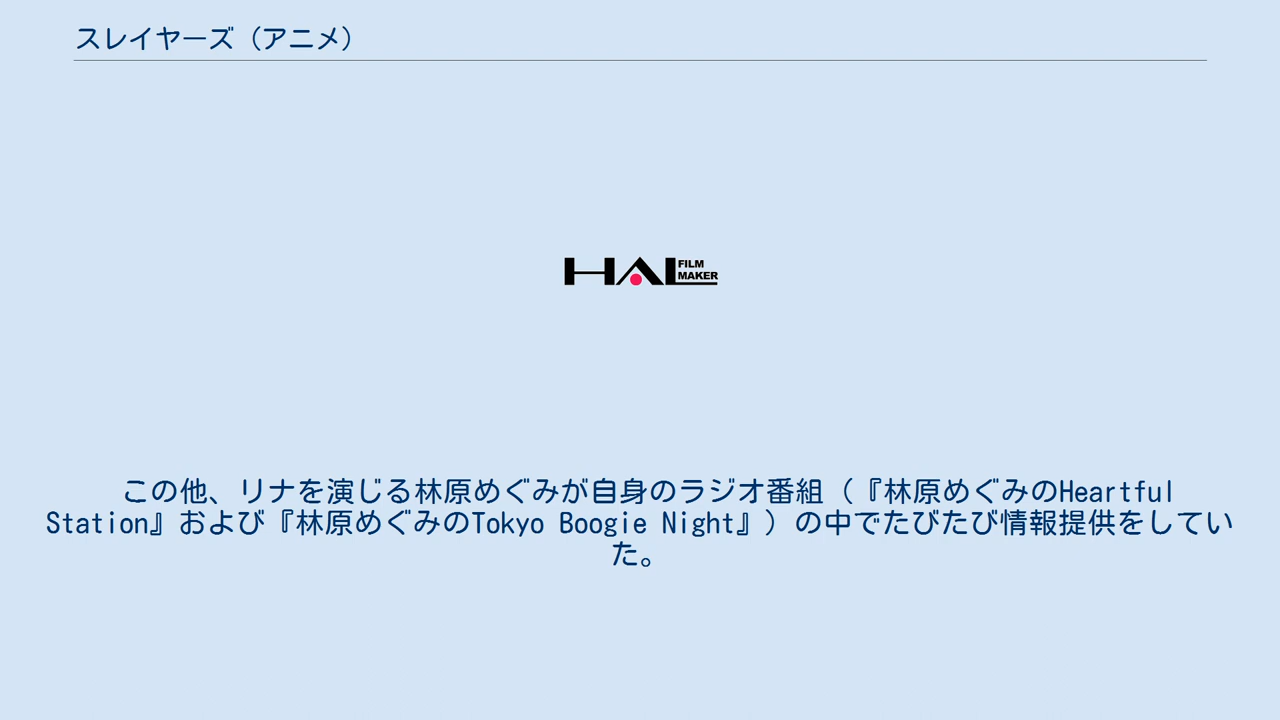 スレイヤーズ（アニメ）
HAL FILM
MAKER
この他、リナを演じる林原めぐみが自身のラジオ番組（『林原めぐみのHeartful
Station』および『林原めぐみのTokyo Boogie Night』）の中でたびたび情報提供をしてい
た。